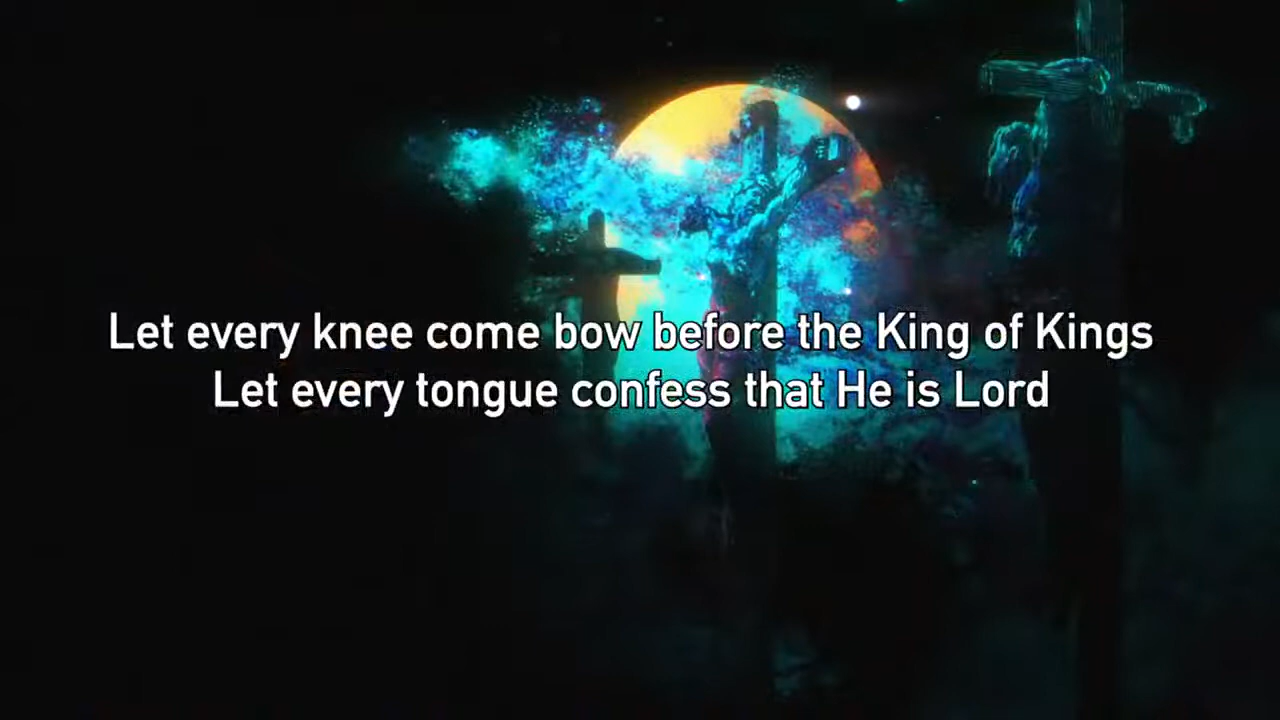 Let every knee come bow before the King of Kings
Let every tongue confess that He is Lord